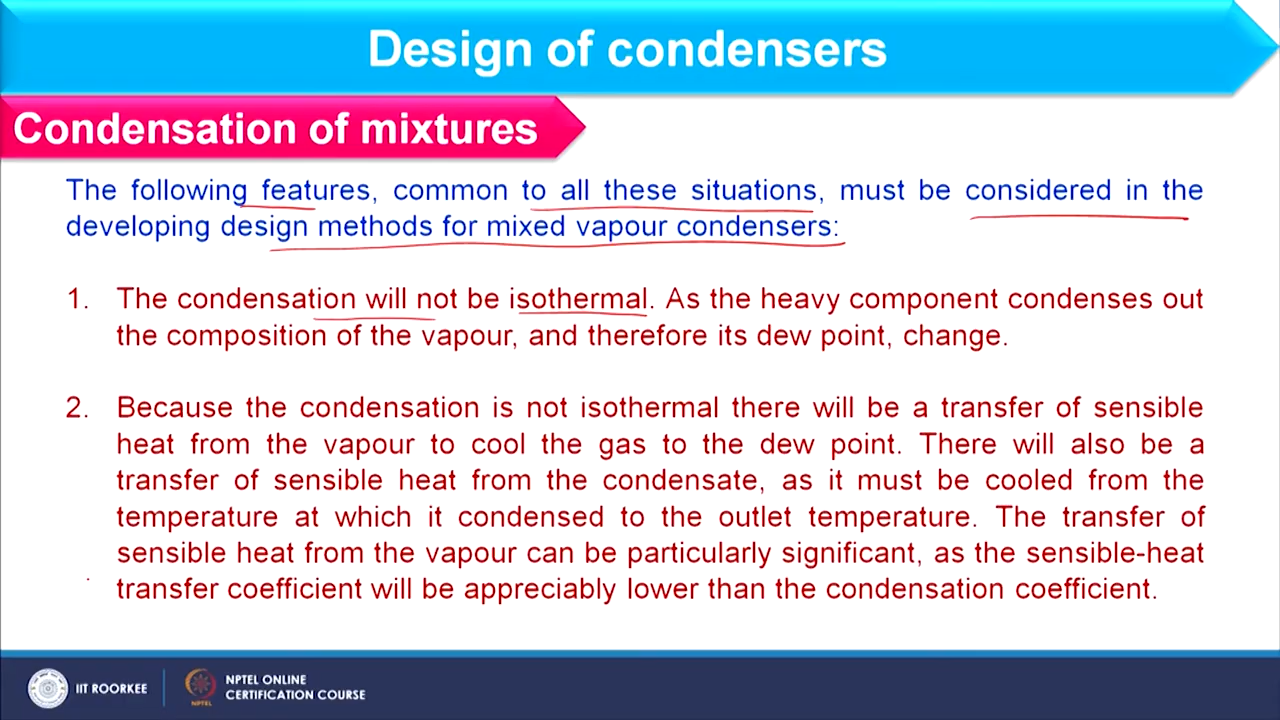 Design of condensers
Condensation of mixtures
The following features, common to all these situations, must be considered in the
developing design methods for mixed vapour condensers:
1. The condensation will not be isothermal. As the heavy component condenses out
the composition of the vapour, and therefore its dew point, change.
2. Because the condensation is not isothermal there will be a transfer of sensible
heat from the vapour to cool the gas to the dew point. There will also be a
transfer of sensible heat from the condensate, as it must be cooled from the
temperature at which it condensed to the outlet temperature. The transfer of
sensible heat from the vapour can be particularly significant, as the sensible-heat
transfer coefficient will be appreciably lower than the condensation coefficient.
IIT ROORKEE
NPTEL
NPTEL ONLINE
CERTIFICATION COURSE